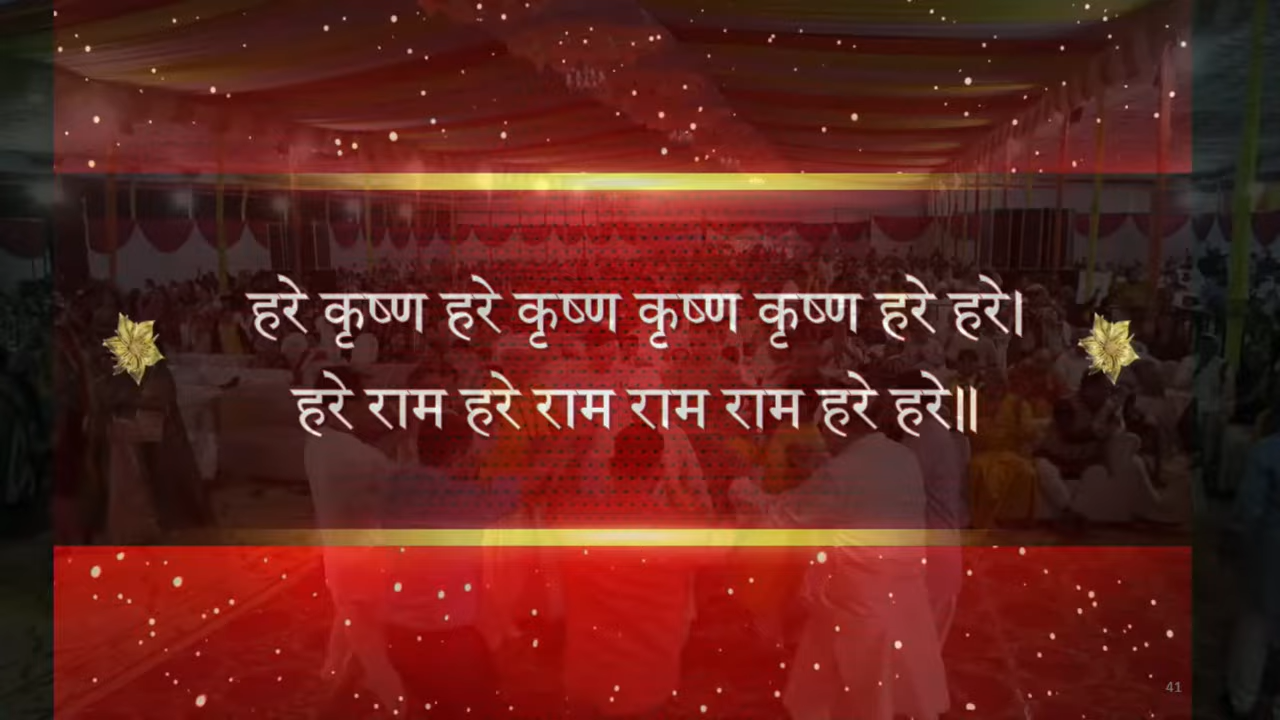 हरे कृष्ण हरे कृष्ण कृष्ण कृष्ण हरे हरे।
हरे राम हरे राम राम राम हरे हरे॥
41